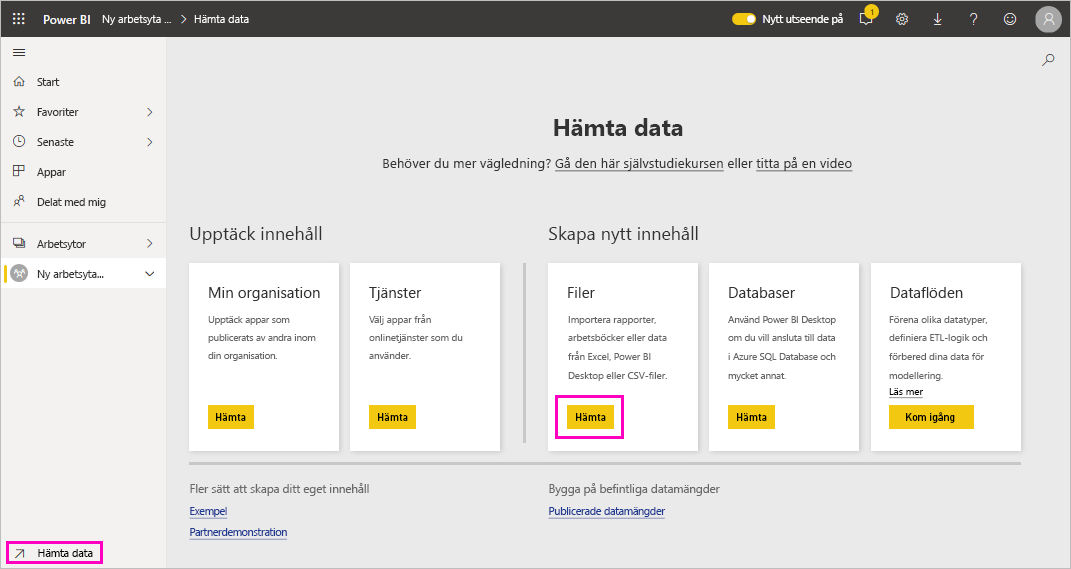 Power BI Ny arbetsyta ... Hämta data
Nytt utseende på
1
Start
Favoriter
Senaste
Appar
Delat med mig
Arbetsytor
Ny arbetsyta...
Hämta data
Hämta data
Behöver du mer vägledning? Gå den här självstudiekursen eller titta på en video
Upptäck innehåll
Min organisation
Upptäck appar som
publicerats av andra inom
din organisation.
Hämta
Tjänster
Välj appar från
onlinetjänster som du
använder.
Hämta
Skapa nytt innehåll
Filer
Importera rapporter,
arbetsböcker eller data
från Excel, Power BI
Desktop eller CSV-filer.
Hämta
Databaser
Använd Power BI Desktop
om du vill ansluta till data
i Azure SQL Database och
mycket annat.
Hämta
Dataflöden
Förena olika datatyper,
definiera ETL-logik och
förbered dina data för
modellering.
Läs mer
Kom igång
Fler sätt att skapa ditt eget innehåll
Exempel
Partnerdemonstration
Bygga på befintliga datamängder
Publicerade datamängder